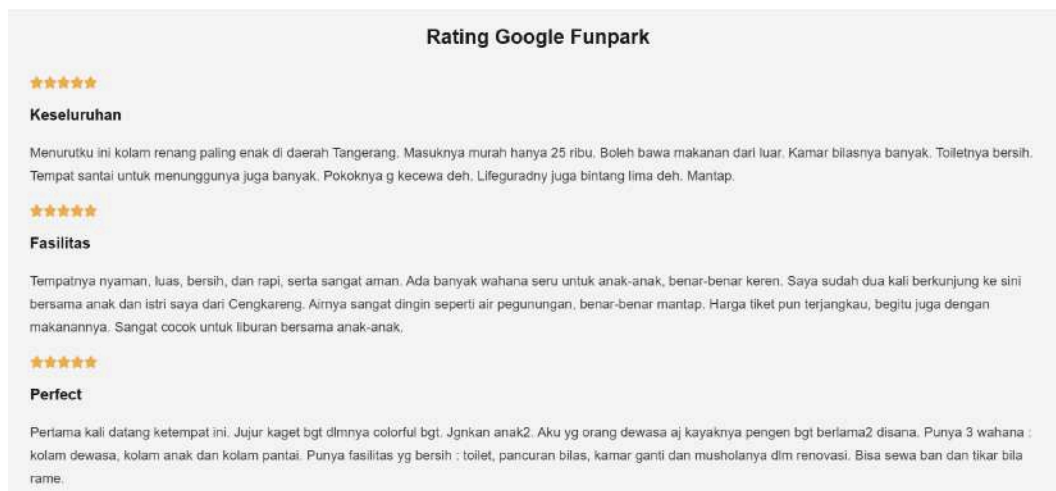 Rating Google Funpark
Keseluruhan
Menurutku ini kolam renang paling enak di daerah Tangerang. Masuknya murah hanya 25 ribu. Boleh bawa makanan dari luar. Kamar bilasnya banyak. Toiletnya bersih.
Tempat santai untuk menunggunya juga banyak. Pokoknya g kecewa deh. Lifeguradny juga bintang lima deh. Mantap.
Fasilitas
Tempatnya nyaman, luas, bersih, dan rapi, serta sangat aman. Ada banyak wahana seru untuk anak-anak, benar-benar keren. Saya sudah dua kali berkunjung ke sini
bersama anak dan istri saya dari Cengkareng. Airnya sangat dingin seperti air pegunungan, benar-benar mantap. Harga tiket pun terjangkau, begitu juga dengan
makanannya. Sangat cocok untuk liburan bersama anak-anak.
Perfect
Pertama kali datang ketempat ini. Jujur kaget bgt dlmnya colorful bgt. Jgnkan anak2. Aku yg orang dewasa aj kayaknya pengen bgt berlama2 disana. Punya 3 wahana :
kolam dewasa, kolam anak dan kolam pantai. Punya fasilitas yg bersih : toilet, pancuran bilas, kamar ganti dan musholanya dlm renovasi. Bisa sewa ban dan tikar bila
rame.